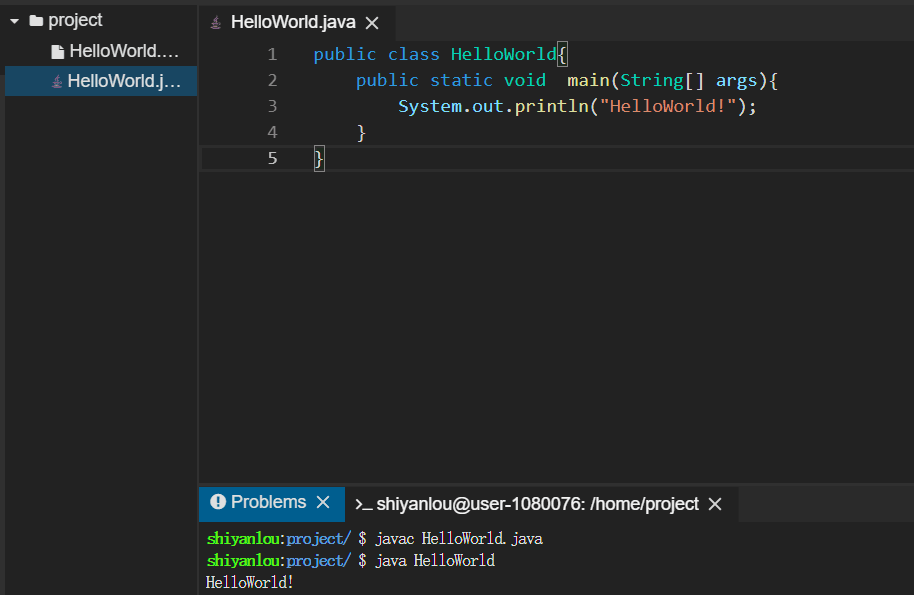 project
HelloWorld....
HelloWorld.j...
HelloWorld.java
1 public class HelloWorld{
2 public static void  main(String[] args){
3 System.out.println("HelloWorld!");
4 }
5 }
Problems
>_ shiyanlou@user-1080076: /home/project
shiyanlou:project/ $ javac HelloWorld.java
shiyanlou:project/ $ java HelloWorld
HelloWorld!